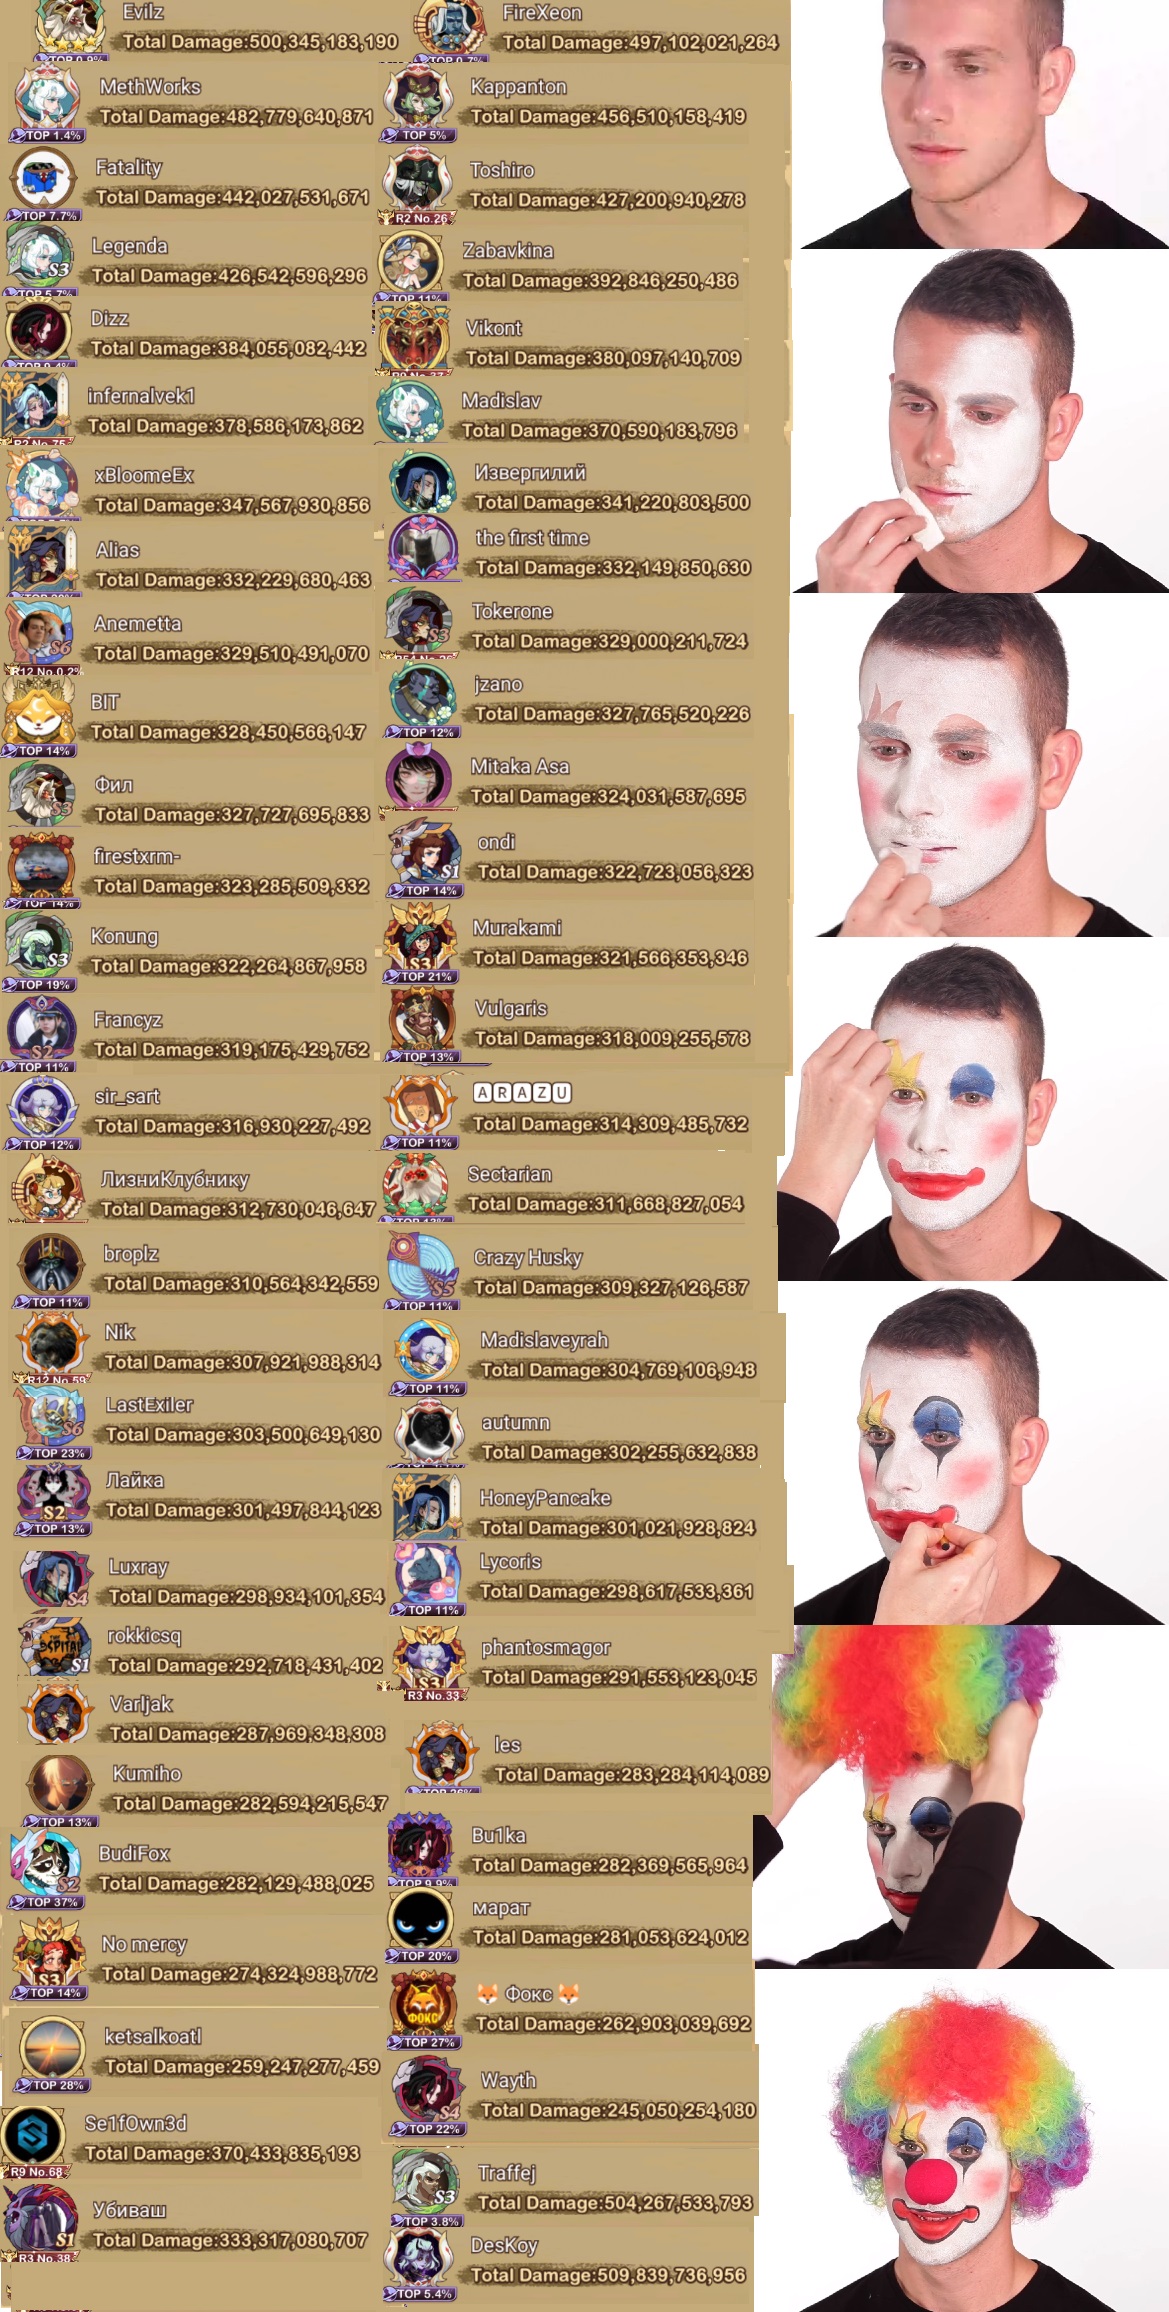 Evilz
Total Damage:500,345,183,190
TOP 0.9%
FireXeon
Total Damage:497,102,021,264
TOP 0.7%
MethWorks
Total Damage:482,779,640,871
TOP 1.4%
Kappanton
Total Damage:456,510,158,419
TOP 5%
Fatality
Total Damage:442,027,531,671
TOP 7.7%
Toshiro
Total Damage:427,200,940,278
R2 No.26
Legenda
Total Damage:426,542,596,296
S3
TOP 5.7%
Zabavkina
Total Damage:392,846,250,486
TOP 11%
Dizz
Total Damage:384,055,082,442
TOP 9.4%
Vikont
Total Damage:380,097,140,709
R9 No.37
infernalvek1
Total Damage:378,586,173,862
R2 No.75
Madislav
Total Damage:370,590,183,796
xBloomeEx
Total Damage:347,567,930,856
Извергилий
Total Damage:341,220,803,500
Alias
Total Damage:332,229,680,463
the first time
Total Damage:332,149,850,630
Anemetta
Total Damage:329,510,491,070
S6
R12 No.0.2%
Tokerone
Total Damage:329,000,211,724
S3
BIT
Total Damage:328,450,566,147
TOP 14%
jzano
Total Damage:327,765,520,226
TOP 12%
Фил
Total Damage:327,727,695,833
S3
Mitaka Asa
Total Damage:324,031,587,695
firestxrm-
Total Damage:323,285,509,332
TOP 14%
ondi
Total Damage:322,723,056,323
S1
TOP 14%
Konung
Total Damage:322,264,867,958
S3
TOP 19%
Murakami
Total Damage:321,566,353,346
S3
TOP 21%
Francyz
Total Damage:319,175,429,752
S2
TOP 11%
Vulgaris
Total Damage:318,009,255,578
TOP 13%
sir_sart
Total Damage:316,930,227,492
TOP 12%
🄰🅁🄰🅉🅄
Total Damage:314,309,485,732
TOP 11%
ЛизниКлубнику
Total Damage:312,730,046,647
Sectarian
Total Damage:311,668,827,054
TOP 13%
broplz
Total Damage:310,564,342,559
TOP 11%
Crazy Husky
Total Damage:309,327,126,587
S5
TOP 11%
Nik
Total Damage:307,921,988,314
R12 No.59
Madislaveyrah
Total Damage:304,769,106,948
TOP 11%
LastExiler
Total Damage:303,500,649,130
S6
TOP 23%
autumn
Total Damage:302,255,632,838
Лайка
Total Damage:301,497,844,123
S2
TOP 13%
HoneyPancake
Total Damage:301,021,928,824
Luxray
Total Damage:298,934,101,354
S4
Lycoris
Total Damage:298,617,533,361
TOP 11%
rokkicsq
Total Damage:292,718,431,402
S1
phantosmagor
Total Damage:291,553,123,045
S3
R3 No.33
Varljak
Total Damage:287,969,348,308
les
Total Damage:283,284,114,089
TOP 26%
Kumiho
Total Damage:282,594,215,547
TOP 13%
Bu1ka
Total Damage:282,369,565,964
TOP 9.9%
BudiFox
Total Damage:282,129,488,025
S2
TOP 37%
марат
Total Damage:281,053,624,012
TOP 20%
No mercy
Total Damage:274,324,988,772
S3
TOP 14%
🦊 Фокс 🦊
Total Damage:262,903,039,692
ФОКС
TOP 27%
ketsalkoatl
Total Damage:259,247,277,459
TOP 28%
Wayth
Total Damage:245,050,254,180
S4
TOP 22%
Se1fOwn3d
Total Damage:370,433,835,193
R9 No.68
Traffej
Total Damage:504,267,533,793
S3
TOP 3.8%
Убиваш
Total Damage:333,317,080,707
S1
R3 No.38
DesKoy
Total Damage:509,839,736,956
TOP 5.4%